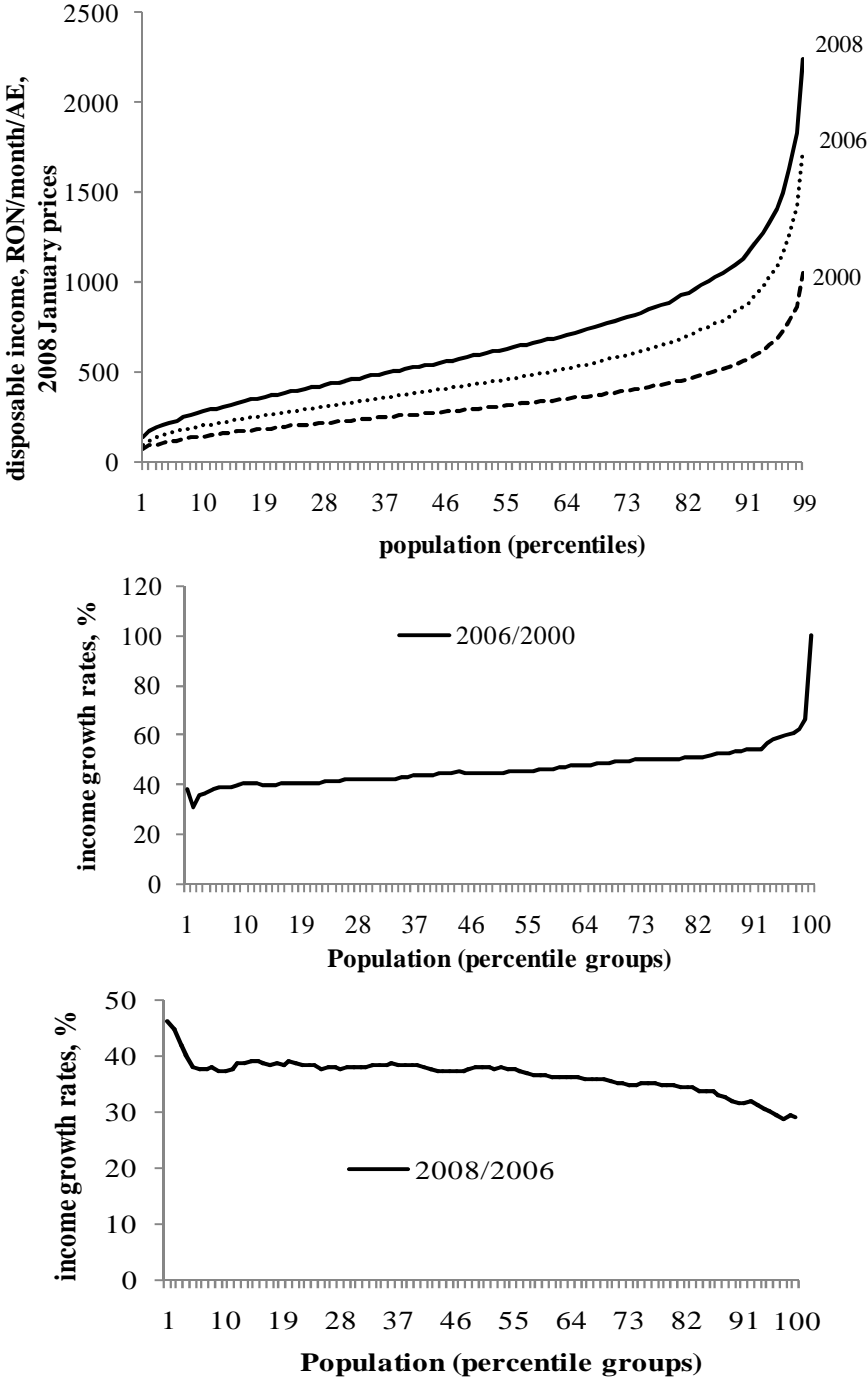 2500
2000
1500
1000
500
0
disposable income, RON/month/AE,
2008 January prices
2008
2006
2000
1 10 19 28 37 46 55 64 73 82 91 99
population (percentiles)
120
100
80
60
40
20
0
income growth rates, %
2006/2000
1 10 19 28 37 46 55 64 73 82 91 100
Population (percentile groups)
50
40
30
20
10
0
income growth rates, %
2008/2006
1 10 19 28 37 46 55 64 73 82 91 100
Population (percentile groups)